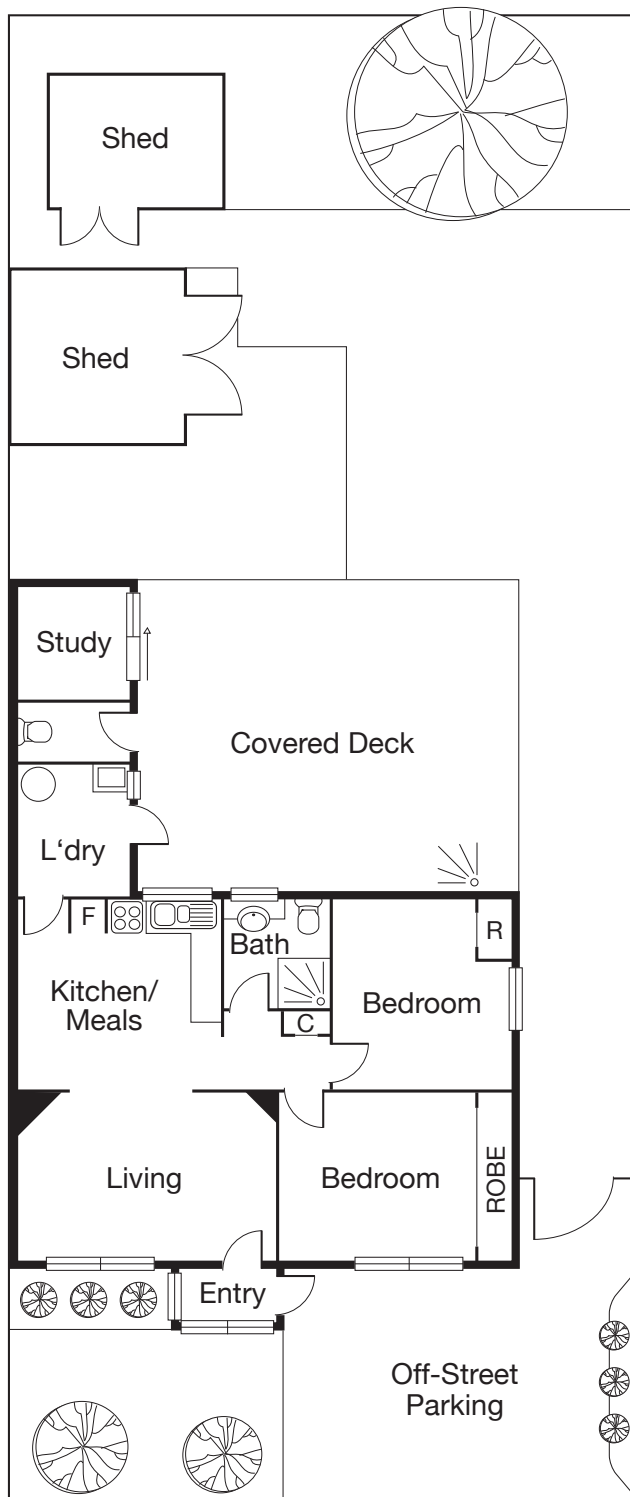 Shed
Shed
Study
Covered Deck
L‘dry
F
Bath
R
Kitchen/
Meals
Bedroom
C
Living
Bedroom
ROBE
Entry
Off-Street
Parking